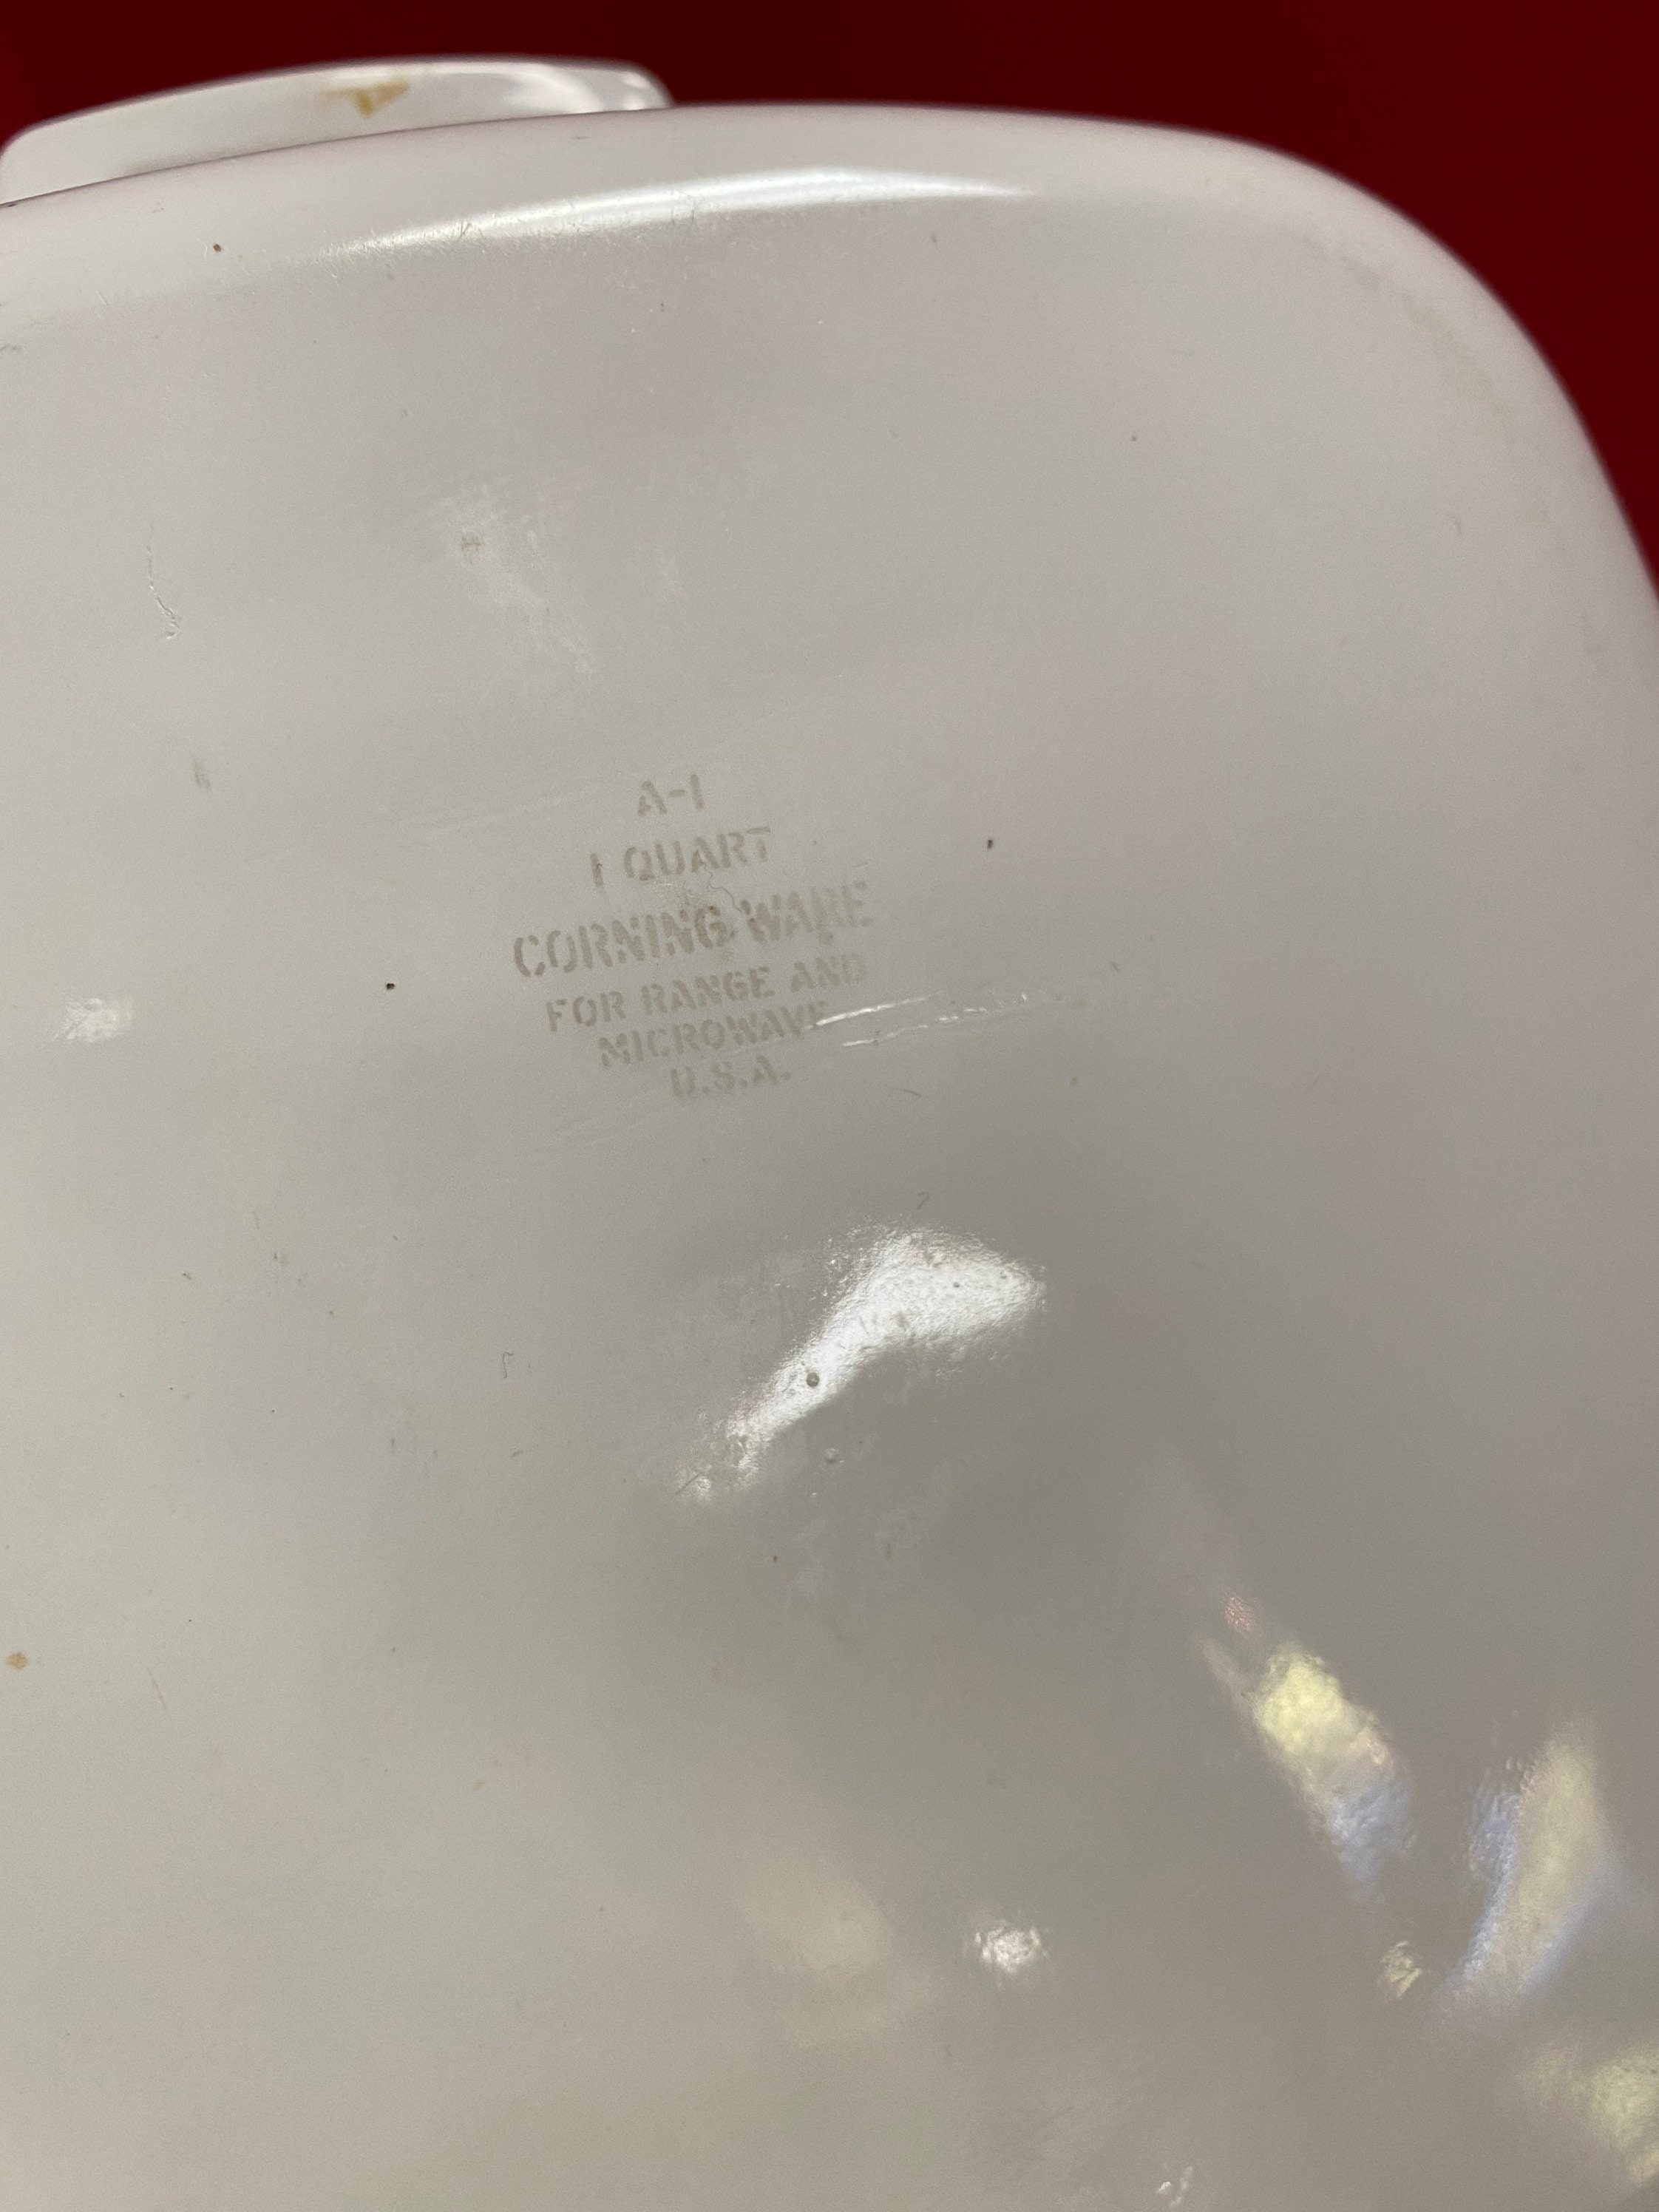 A-1
1 QUART
CORNING WARE
FOR RANGE AND
MICROWAVE
U.S.A.